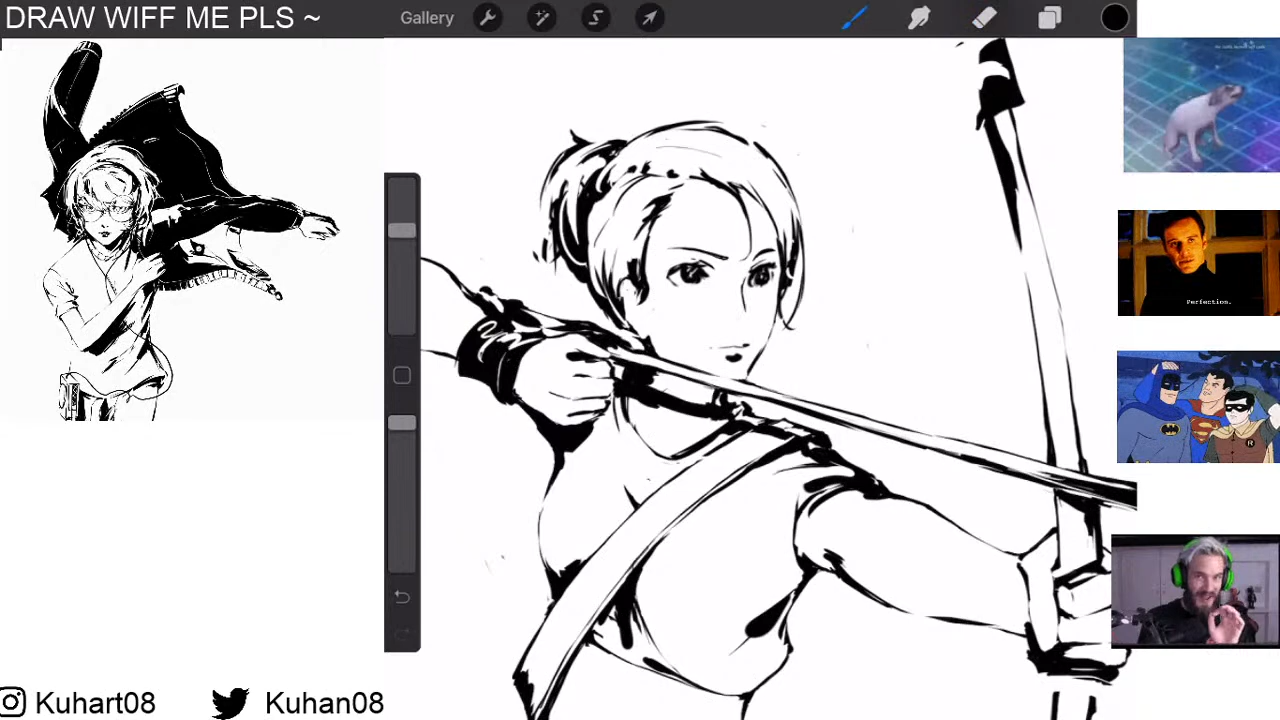 DRAW WIFF ME PLS ~
Gallery
Perfection.
Kuhart08
Kuhan08